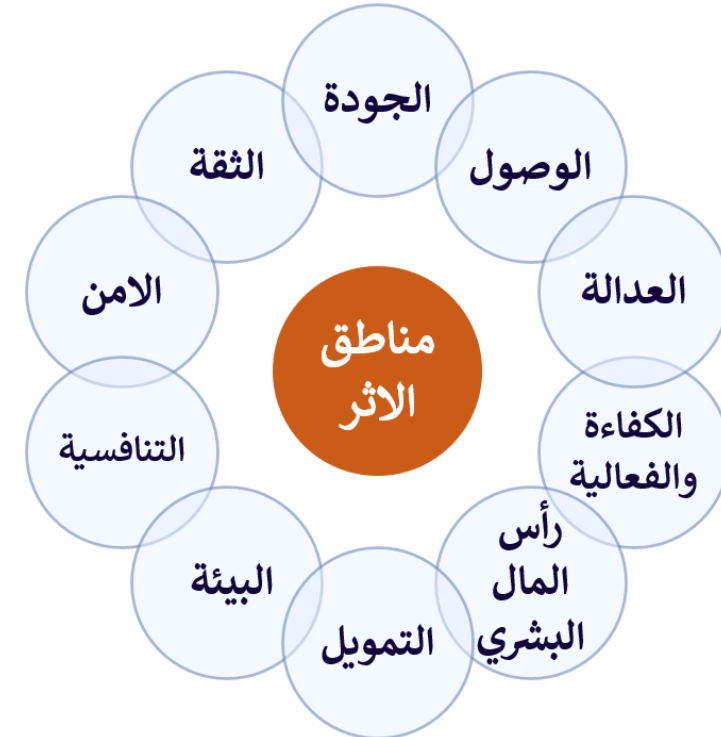 الجودة
الوصول
العدالة
الكفاءة
والفعالية
رأس
المال
البشري
التمويل
البيئة
التنافسية
الامن
الثقة
مناطق
الاثر